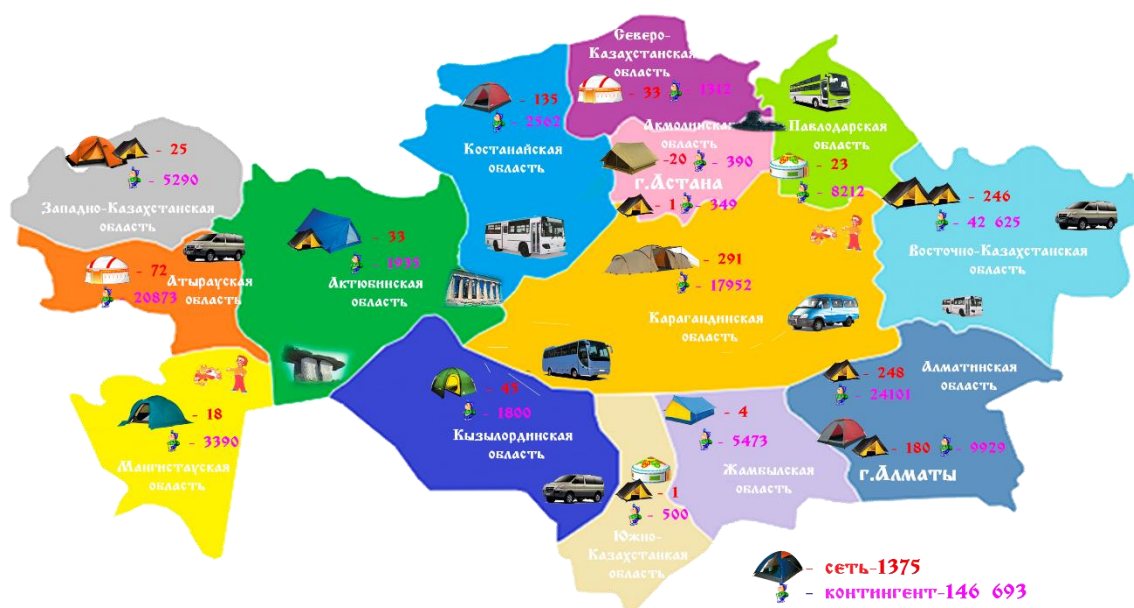 Северо-
Казахстанская
область
- 33 - 1312
- 135
- 2562
Костанайская
область
Акмолинская
область
-20 - 390
г.Астана
- 1 - 349
Павлодарская
область
- 23
- 8212
- 25
- 5290
Западно-Казахстанская
область
- 246
- 42 625
Восточно-Казахстанская
область
- 33
- 1935
Актюбинская
область
- 72
- 20873
Атырауская
область
- 291
- 17952
Карагандинская
область
- 18
- 3390
Мангистауская
область
- 45
- 1800
Кызылординская
область
- 4
- 5473
Жамбылская
область
- 248
- 24101
Алматинская
область
- 180 - 9929
г.Алматы
- 1
- 500
Южно-
Казахстанкая
область
- сеть-1375
- контингент-146 693